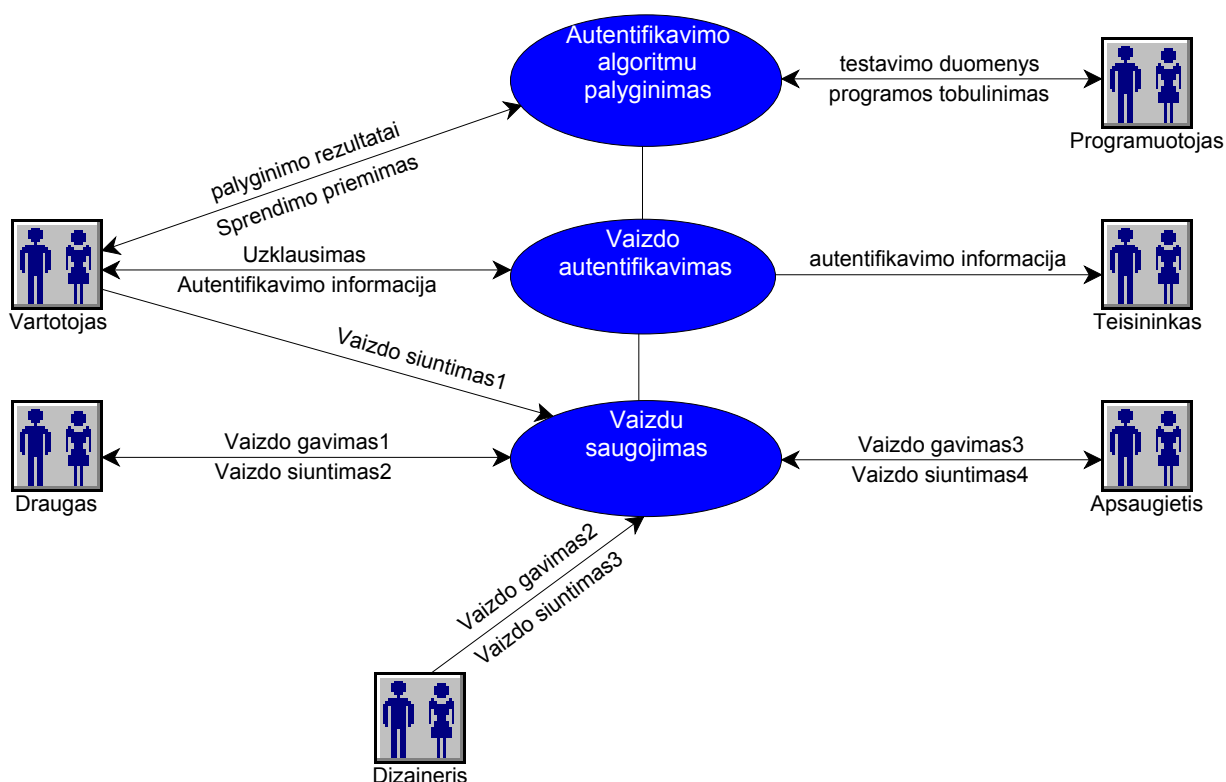 Autentifikavimo
algoritmu
palyginimas
testavimo duomenys
programos tobulinimas
Programuotojas
palyginimo rezultatai
Sprendimo priemimas
Vartotojas
Uzklausimas
Autentifikavimo informacija
Vaizdo
autentifikavimas
autentifikavimo informacija
Teisininkas
Vaizdo siuntimas1
Vaizdu
saugojimas
Vaizdo gavimas1
Vaizdo siuntimas2
Draugas
Vaizdo gavimas3
Vaizdo siuntimas4
Apsaugietis
Vaizdo gavimas2
Vaizdo siuntimas3
Dizaineris